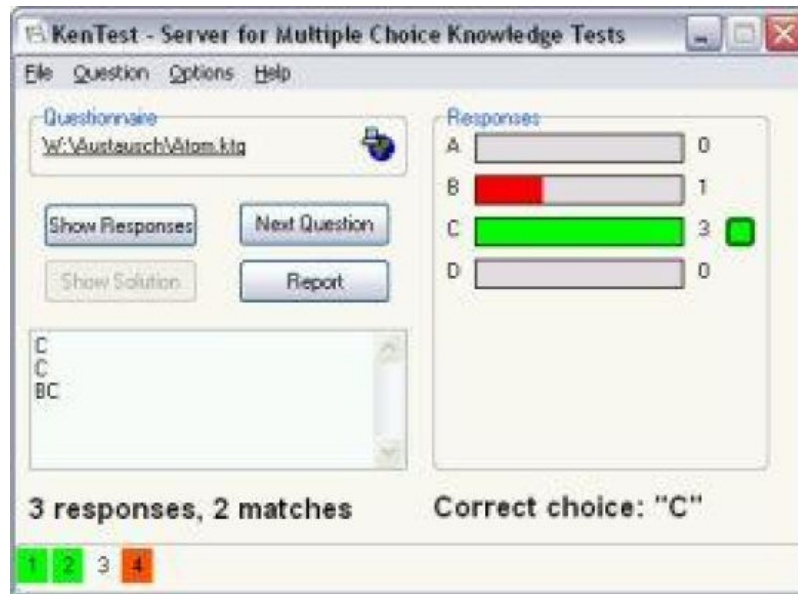 KenTest - Server for Multiple Choice Knowledge Tests
File Question Options Help
Questionnaire
W:\Austausch\Atom.ktq
Show Responses
Next Question
Show Solution
Report
C
C
BC
Responses
A 0
B 1
C 3
D 0
3 responses, 2 matches
Correct choice: "C"
1 2 3 4